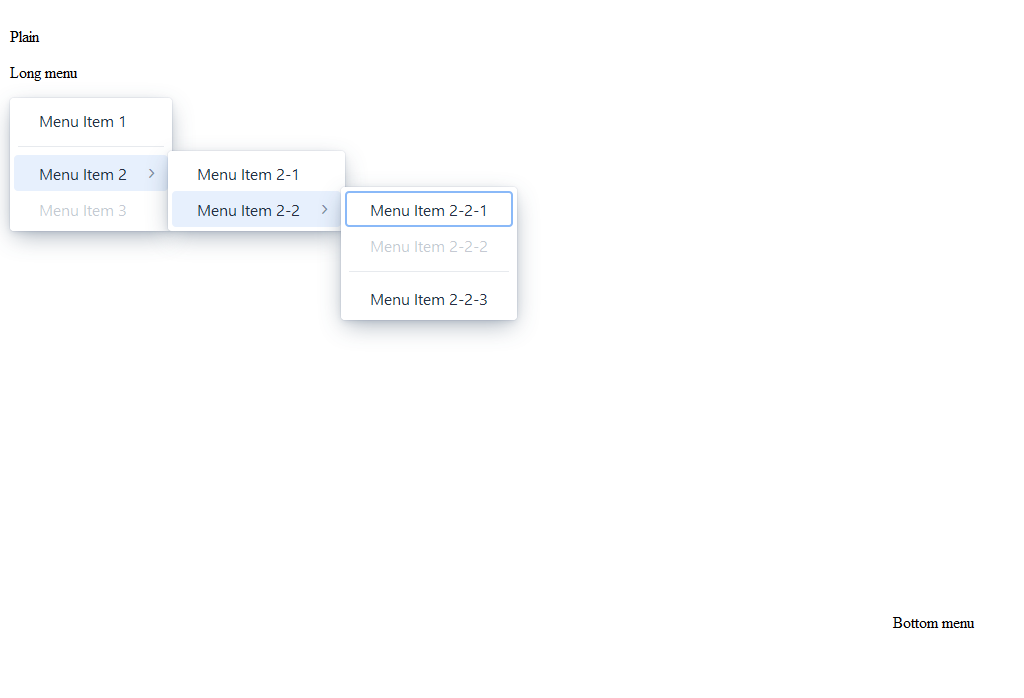 Plain
Long menu
Menu Item 1
Menu Item 2
Menu Item 3
Menu Item 2-1
Menu Item 2-2
Menu Item 2-2-1
Menu Item 2-2-2
Menu Item 2-2-3
Bottom menu